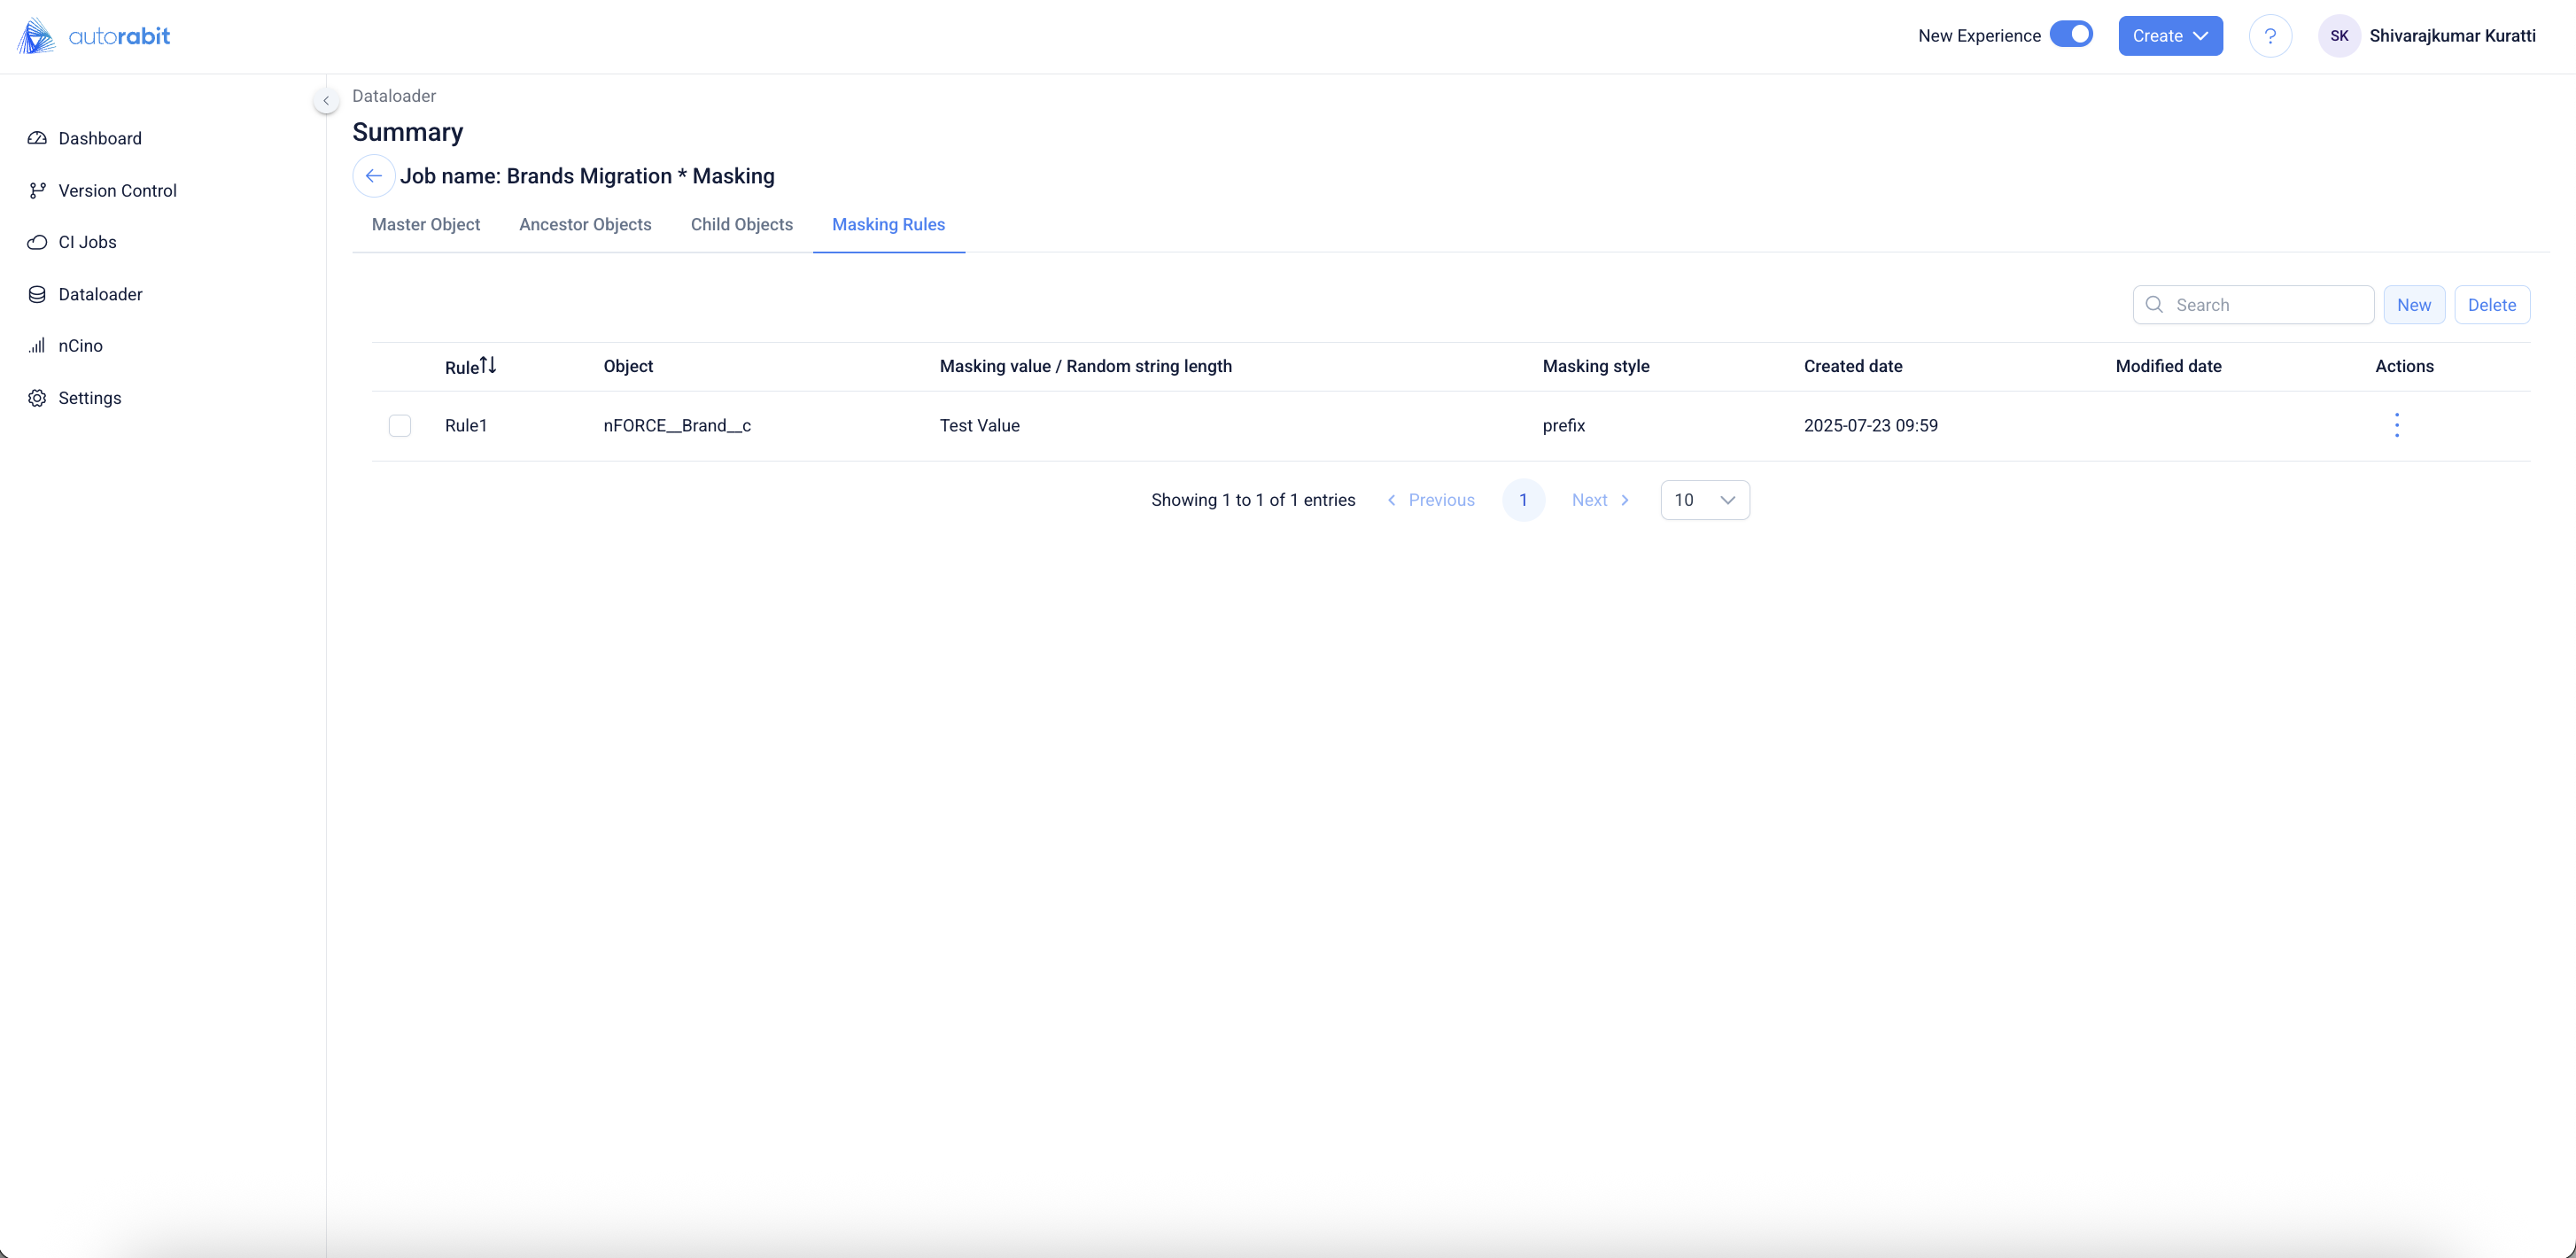 autorabit
New Experience
Create
?
SK
Shivarajkumar Kuratti
Dashboard
Version Control
CI Jobs
Dataloader
nCino
Settings
Dataloader
Summary
Job name: Brands Migration * Masking
Master Object Ancestor Objects Child Objects Masking Rules
Search New Delete
Rule Object Masking value / Random string length Masking style Created date Modified date Actions
Rule1 nFORCE__Brand__c Test Value prefix 2025-07-23 09:59
Showing 1 to 1 of 1 entries Previous 1 Next 10